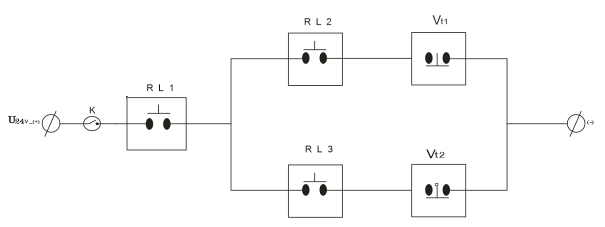 R L 2
Vt1
R L 1
K
U24v_(+)
(-)
R L 3
Vt2